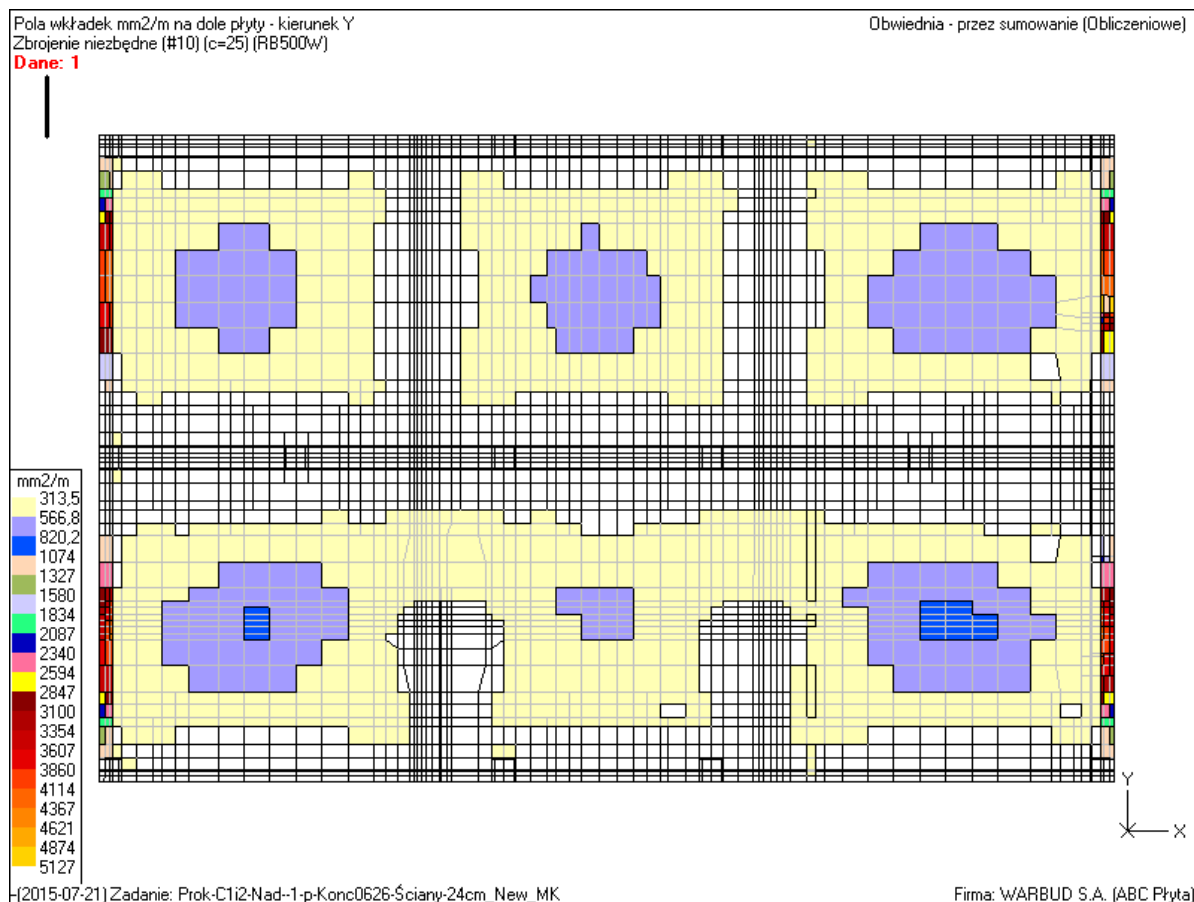 Pola wkładek mm2/m na dole płyty - kierunek Y
Obwiednia - przez sumowanie (Obliczeniowe)
Zbrojenie niezbędne (#10) (c=25) (RB500W)
Dane: 1
mm2/m
313,5
566,8
820,2
1074
1327
1580
1834
2087
2340
2594
2847
3100
3354
3607
3860
4114
4367
4621
4874
5127
Y
X
(2015-07-21) Zadanie: Prok-C1i2-Nad--1-p-Konc0626-Ściany-24cm_New_MK
Firma: WARBUD S.A. (ABC Płyta)